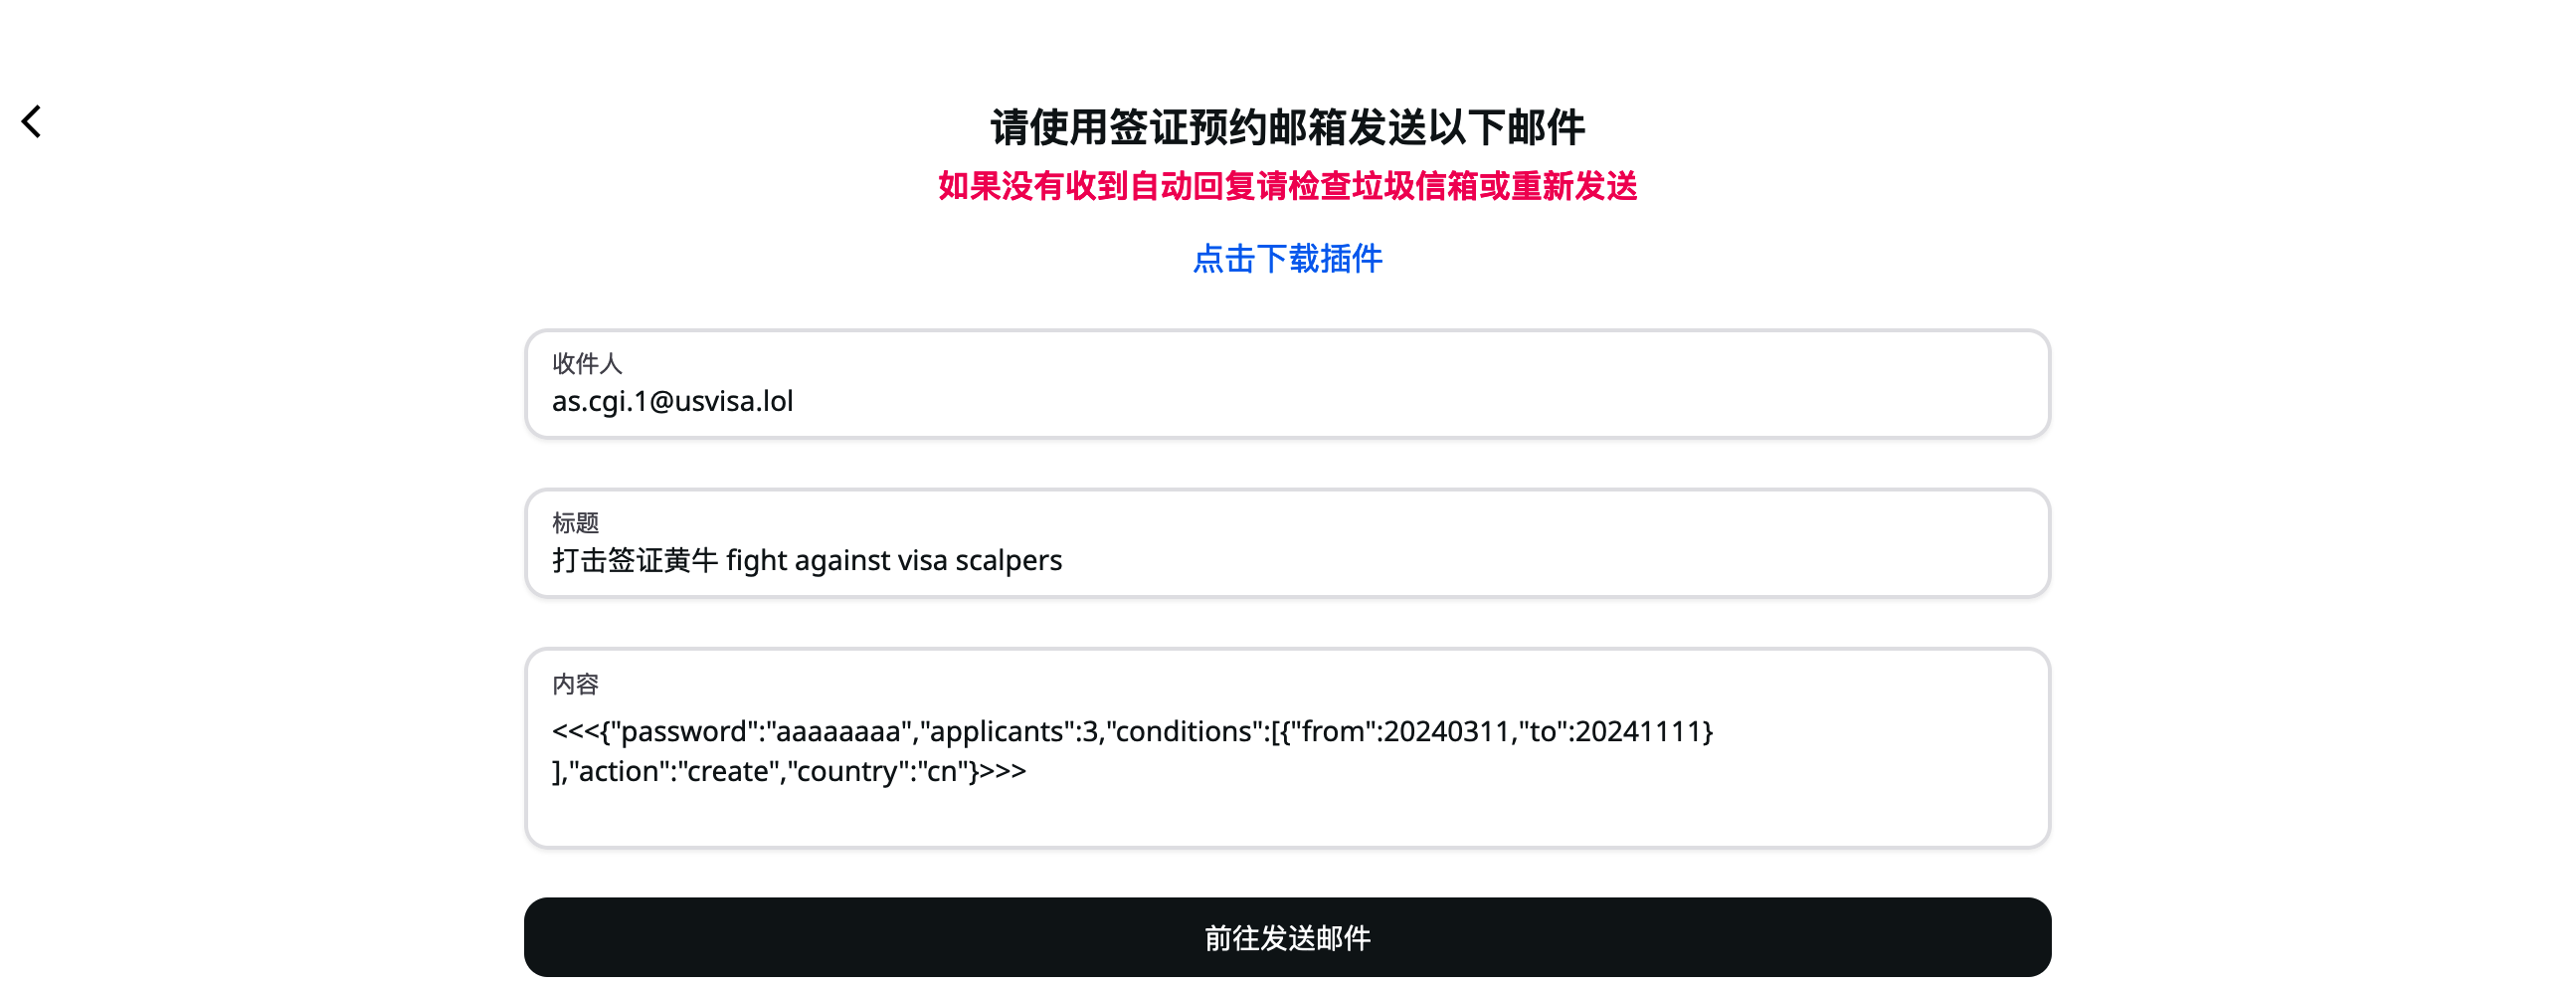 请使用签证预约邮箱发送以下邮件
如果没有收到自动回复请检查垃圾信箱或重新发送
点击下载插件
收件人
as.cgi.1@usvisa.lol
标题
打击签证黄牛 fight against visa scalpers
内容
<<<{"password":"aaaaaaaa","applicants":3,"conditions":[{"from":20240311,"to":20241111}
],"action":"create","country":"cn"}>>>
前往发送邮件